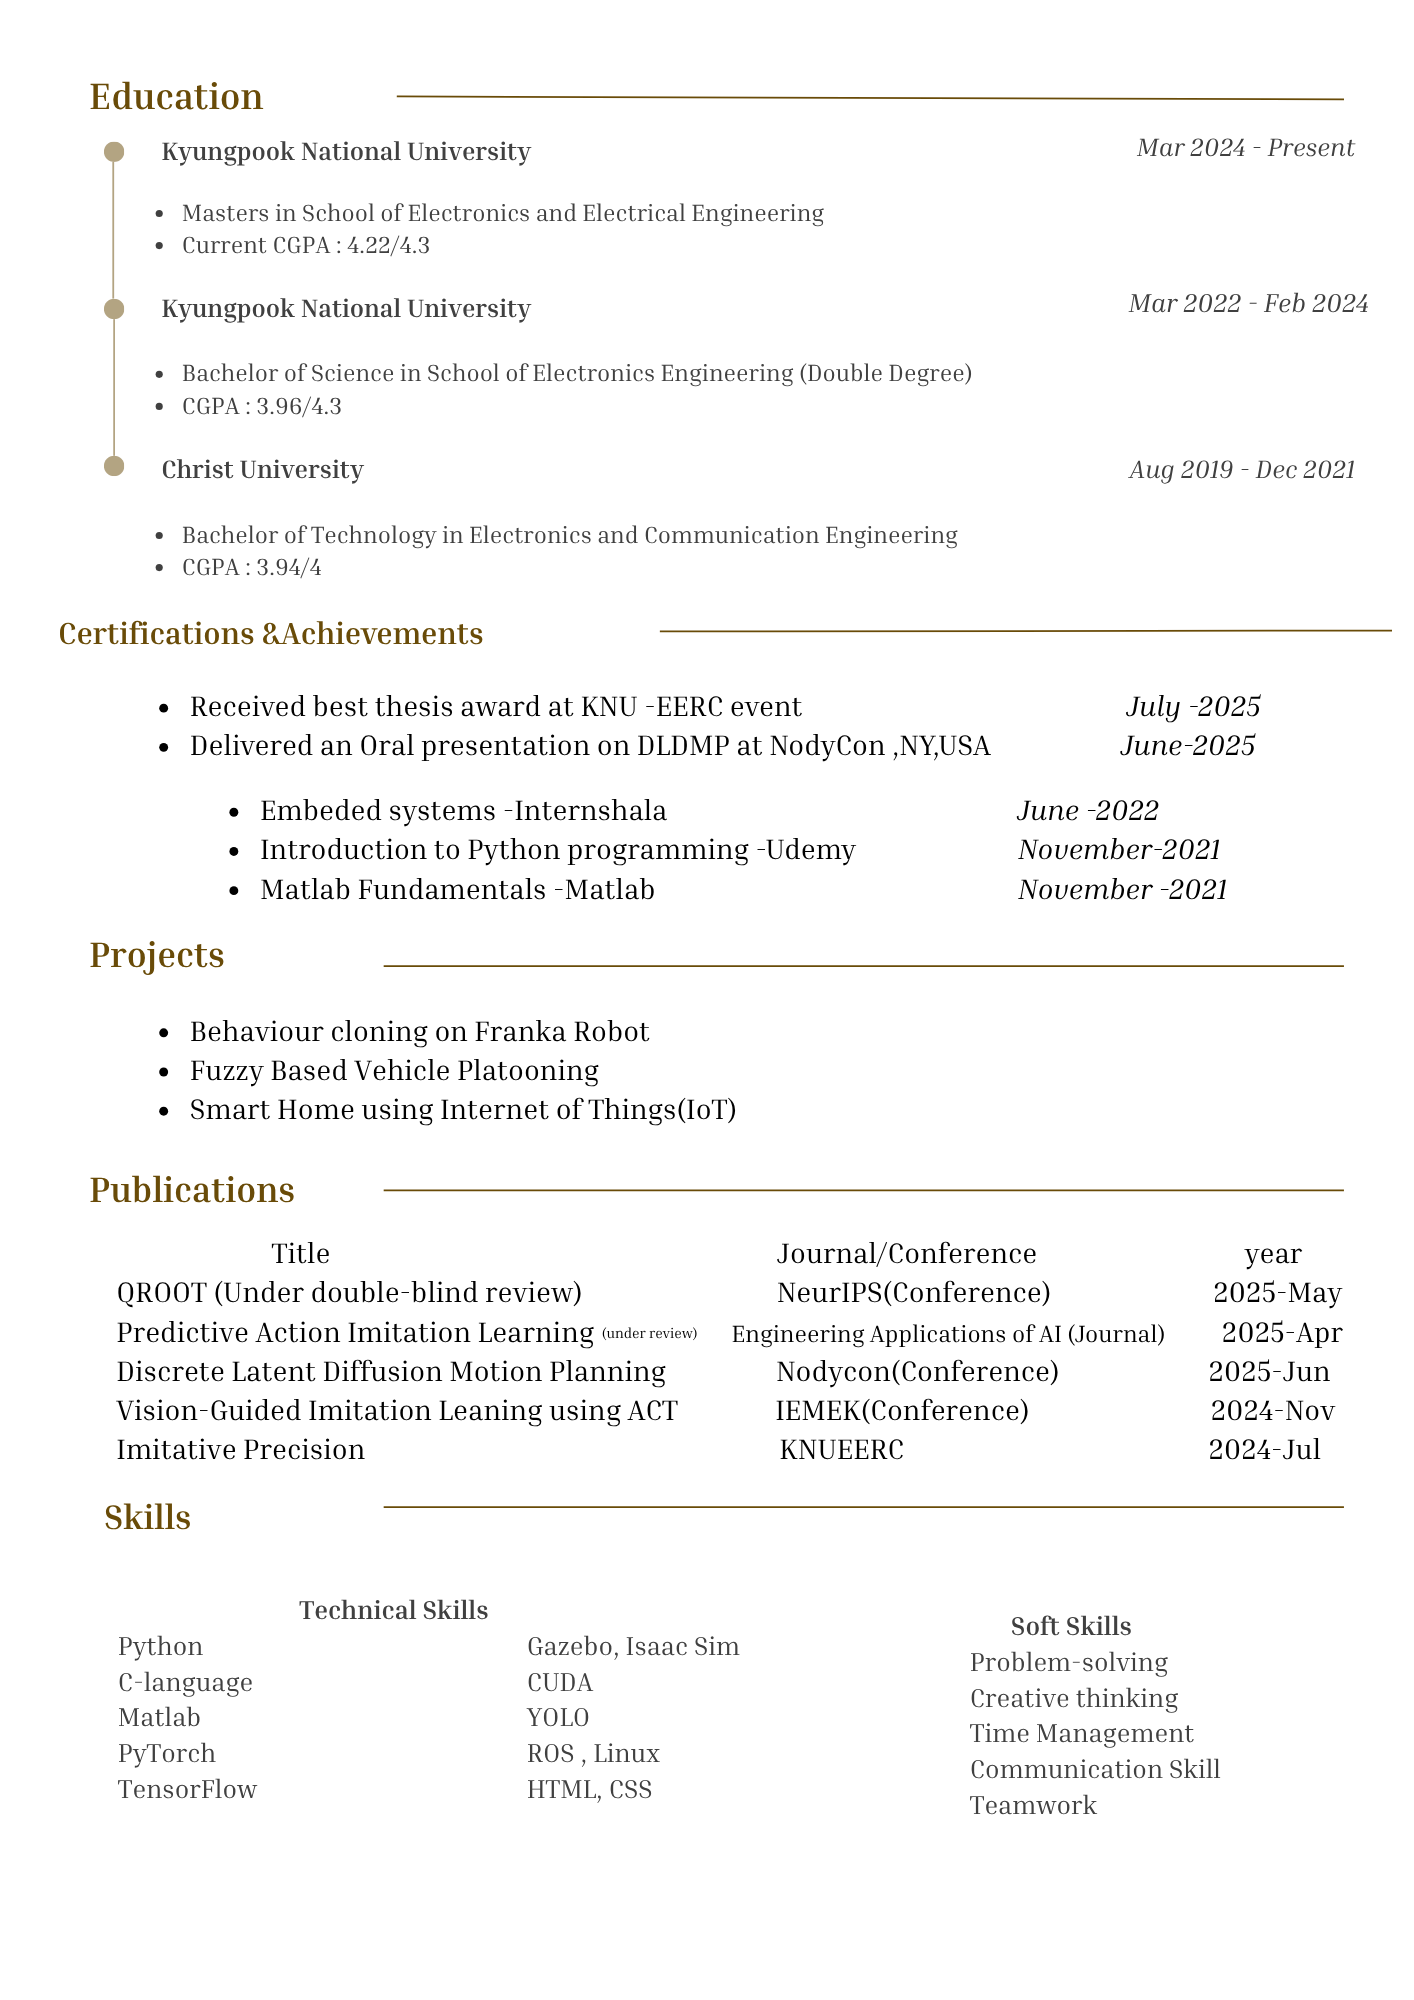 Education
Kyungpook National University Mar 2024 - Present
• Masters in School of Electronics and Electrical Engineering
• Current CGPA : 4.22/4.3
Kyungpook National University Mar 2022 - Feb 2024
• Bachelor of Science in School of Electronics Engineering (Double Degree)
• CGPA : 3.96/4.3
Christ University Aug 2019 - Dec 2021
• Bachelor of Technology in Electronics and Communication Engineering
• CGPA : 3.94/4
Certifications &Achievements
• Received best thesis award at KNU -EERC event July -2025
• Delivered an Oral presentation on DLDMP at NodyCon ,NY,USA June-2025
• Embeded systems -Internshala June -2022
• Introduction to Python programming -Udemy November-2021
• Matlab Fundamentals -Matlab November -2021
Projects
• Behaviour cloning on Franka Robot
• Fuzzy Based Vehicle Platooning
• Smart Home using Internet of Things(IoT)
Publications
Title Journal/Conference year
QROOT (Under double-blind review) NeurIPS(Conference) 2025-May
Predictive Action Imitation Learning (under review) Engineering Applications of AI (Journal) 2025-Apr
Discrete Latent Diffusion Motion Planning Nodycon(Conference) 2025-Jun
Vision-Guided Imitation Leaning using ACT IEMEK(Conference) 2024-Nov
Imitative Precision KNUEERC 2024-Jul
Skills
Technical Skills
Python Gazebo, Isaac Sim
C-language CUDA
Matlab YOLO
PyTorch ROS , Linux
TensorFlow HTML, CSS
Soft Skills
Problem-solving
Creative thinking
Time Management
Communication Skill
Teamwork